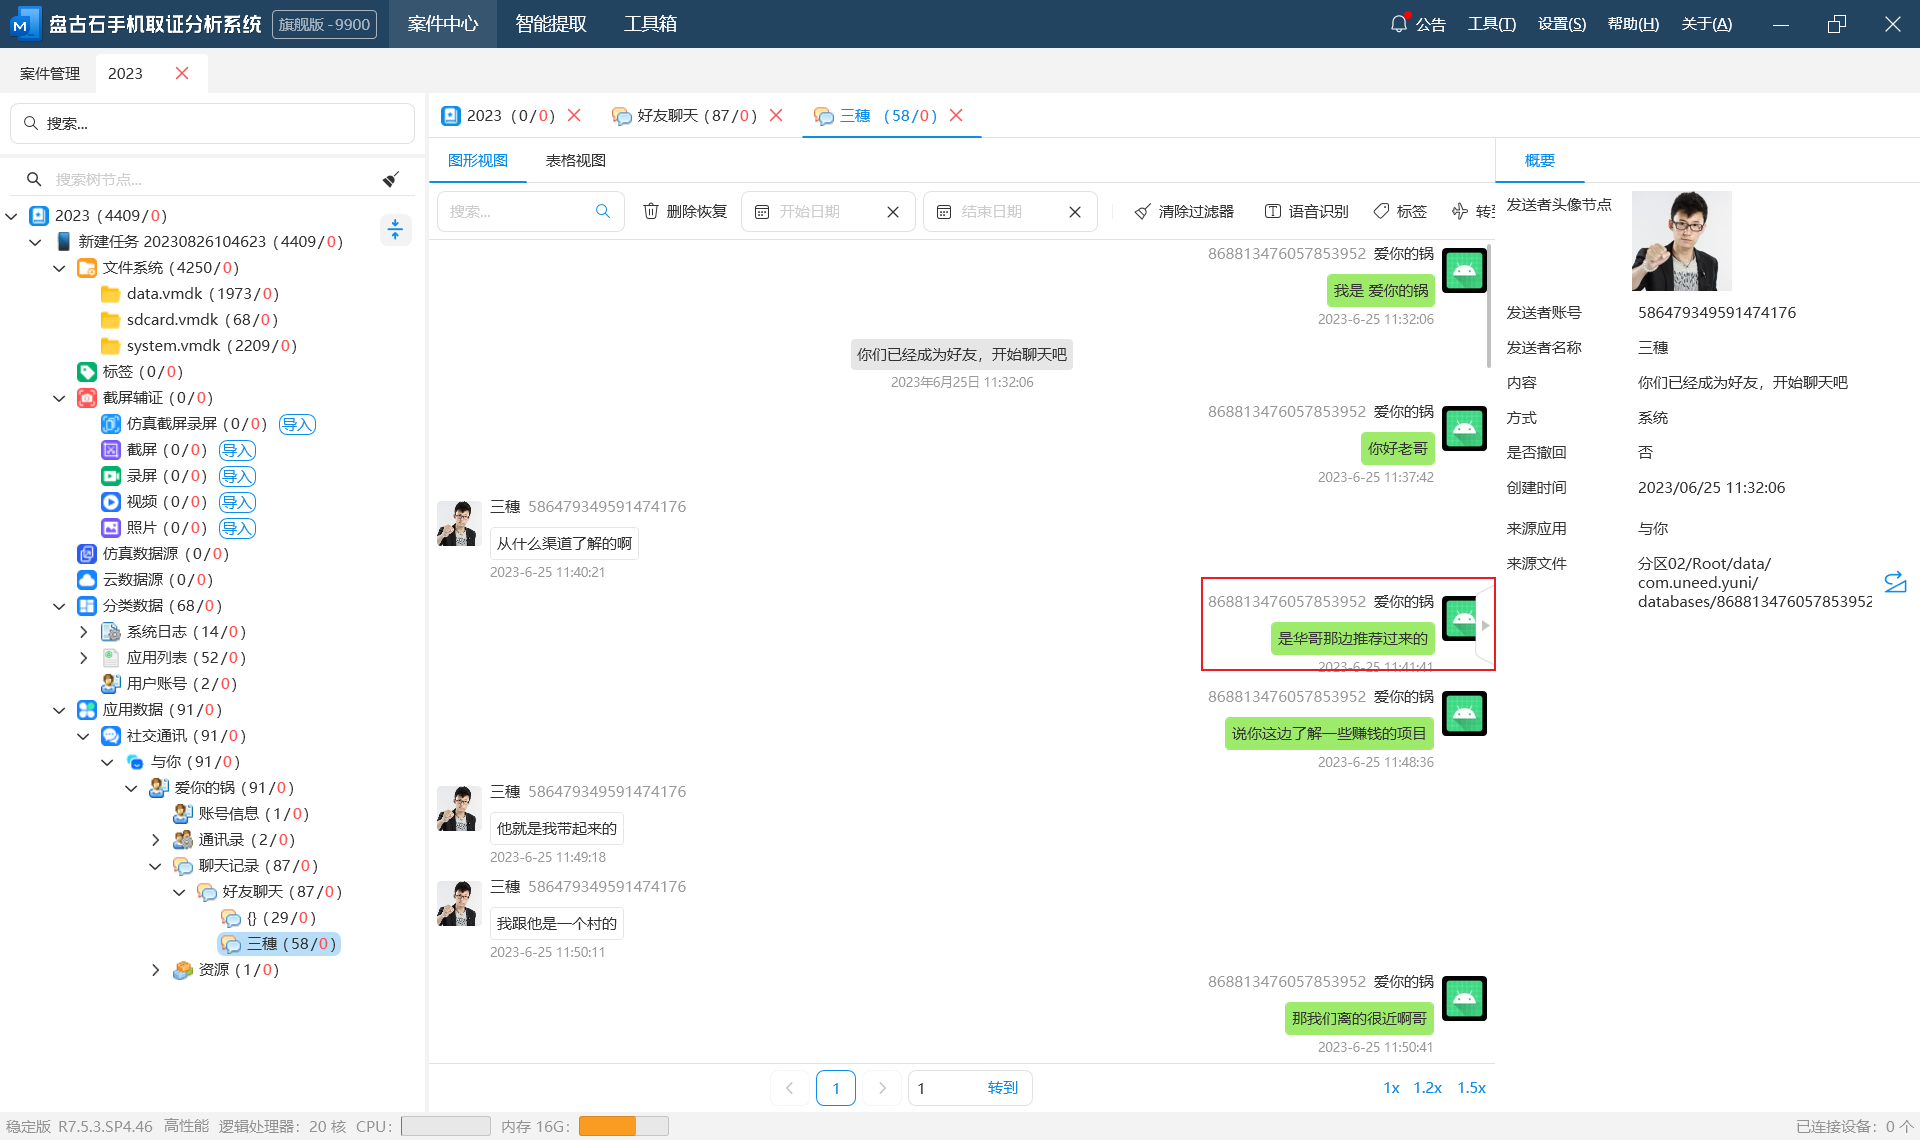 盘古石手机取证分析系统 旗舰版 -9900 案件中心 智能提取 工具箱 公告 工具(T) 设置(S) 帮助(H) 关于(A)
案件管理 2023
搜索...
搜索树节点...
2023 (4409/0)
新建任务 20230826104623 (4409/0)
文件系统 (4250/0)
data.vmdk (1973/0)
sdcard.vmdk (68/0)
system.vmdk (2209/0)
标签 (0/0)
截屏辅证 (0/0)
仿真截屏录屏 (0/0) 导入
截屏 (0/0) 导入
录屏 (0/0) 导入
视频 (0/0) 导入
照片 (0/0) 导入
仿真数据源 (0/0)
云数据源 (0/0)
分类数据 (68/0)
系统日志 (14/0)
应用列表 (52/0)
用户账号 (2/0)
应用数据 (91/0)
社交通讯 (91/0)
与你 (91/0)
爱你的锅 (91/0)
账号信息 (1/0)
通讯录 (2/0)
聊天记录 (87/0)
好友聊天 (87/0)
{} (29/0)
三穗 (58/0)
资源 (1/0)
2023 (0/0) 好友聊天 (87/0) 三穗 (58/0)
图形视图 表格视图
搜索... 删除恢复 开始日期 结束日期 清除过滤器 语音识别 标签 转至
868813476057853952 爱你的锅
我是 爱你的锅
2023-6-25 11:32:06
你们已经成为好友，开始聊天吧
2023年6月25日 11:32:06
868813476057853952 爱你的锅
你好老哥
2023-6-25 11:37:42
三穗 586479349591474176
从什么渠道了解的啊
2023-6-25 11:40:21
868813476057853952 爱你的锅
是华哥那边推荐过来的
2023-6-25 11:41:41
868813476057853952 爱你的锅
说你这边了解一些赚钱的项目
2023-6-25 11:48:36
三穗 586479349591474176
他就是我带起来的
2023-6-25 11:49:18
三穗 586479349591474176
我跟他是一个村的
2023-6-25 11:50:11
868813476057853952 爱你的锅
那我们离的很近啊哥
2023-6-25 11:50:41
1 1 转到 1x 1.2x 1.5x
概要
发送者头像节点
发送者账号 586479349591474176
发送者名称 三穗
内容 你们已经成为好友，开始聊天吧
方式 系统
是否撤回 否
创建时间 2023/06/25 11:32:06
来源应用 与你
来源文件 分区02/Root/data/
com.uneed.yuni/
databases/868813476057853952
稳定版 R7.5.3.SP4.46 高性能 逻辑处理器：20 核 CPU： 内存 16G： 已连接设备：0 个